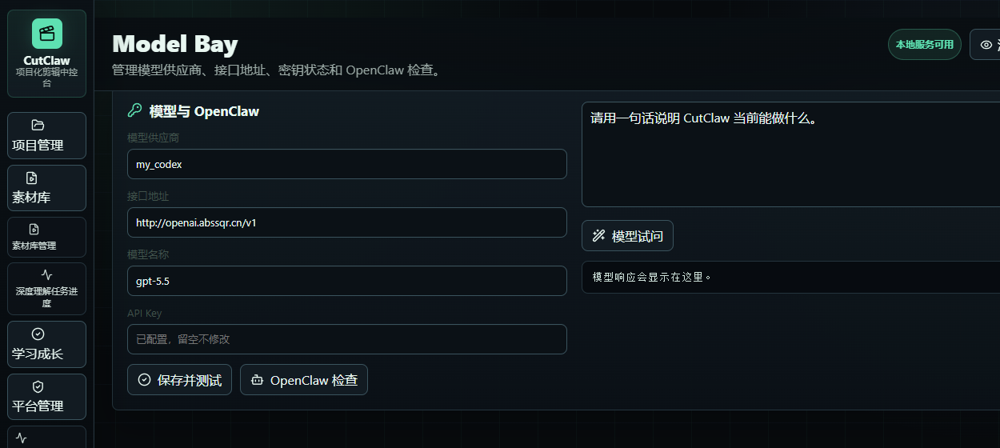 CutClaw
项目化剪辑中控
台
项目管理
素材库
素材库管理
深度理解任务进
度
学习成长
平台管理
Model Bay
管理模型供应商、接口地址、密钥状态和 OpenClaw 检查。
本地服务可用
模型与 OpenClaw
模型供应商
my_codex
接口地址
http://openai.abssqr.cn/v1
模型名称
gpt-5.5
API Key
已配置，留空不修改
保存并测试
OpenClaw 检查
请用一句话说明 CutClaw 当前能做什么。
模型试问
模型响应会显示在这里。